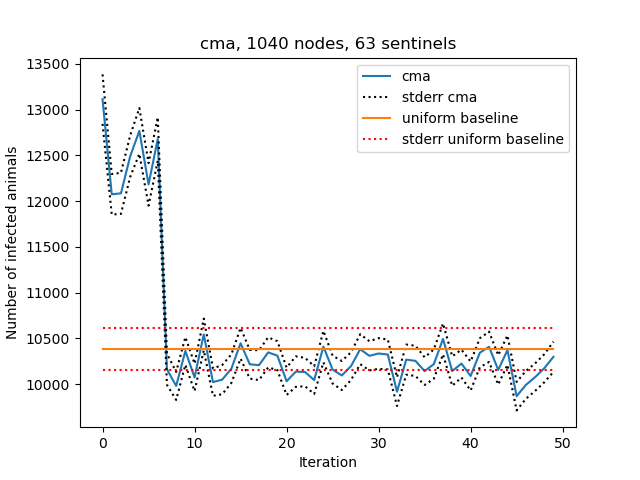 cma, 1040 nodes, 63 sentinels
Number of infected animals
13500
13000
12500
12000
11500
11000
10500
10000
cma
stderr cma
uniform baseline
stderr uniform baseline
0
10
20
30
40
50
Iteration